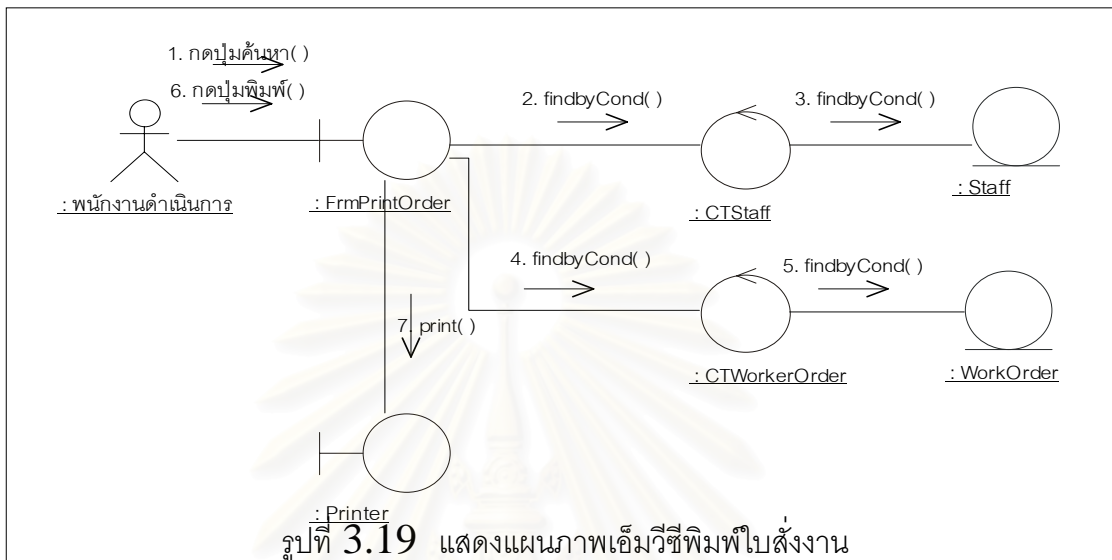 1. กดปุ่มค้นหา( )
6. กดปุ่มพิมพ์( )
2. findbyCond( )
3. findbyCond( )
: พนักงานดำเนินการ
: FrmPrintOrder
: CTStaff
: Staff
4. findbyCond( )
5. findbyCond( )
7. print( )
: CTWorkerOrder
: WorkOrder
: Printer
รูปที่ 3.19 แสดงแผนภาพเอ็มวีซีพิมพ์ใบสั่งงาน